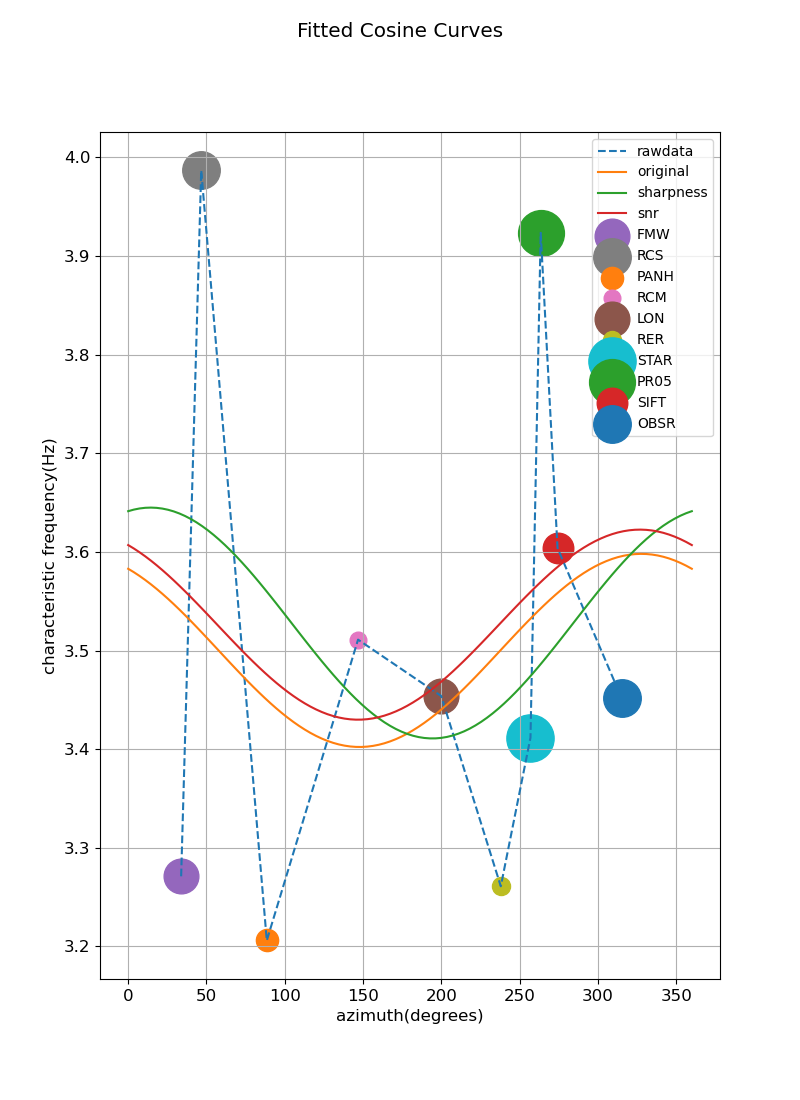 Fitted Cosine Curves
rawdata
original
sharpness
snr
FMW
RCS
PANH
RCM
LON
RER
STAR
PR05
SIFT
OBSR
characteristic frequency(Hz)
4.0
3.9
3.8
3.7
3.6
3.5
3.4
3.3
3.2
0 50 100 150 200 250 300 350
azimuth(degrees)